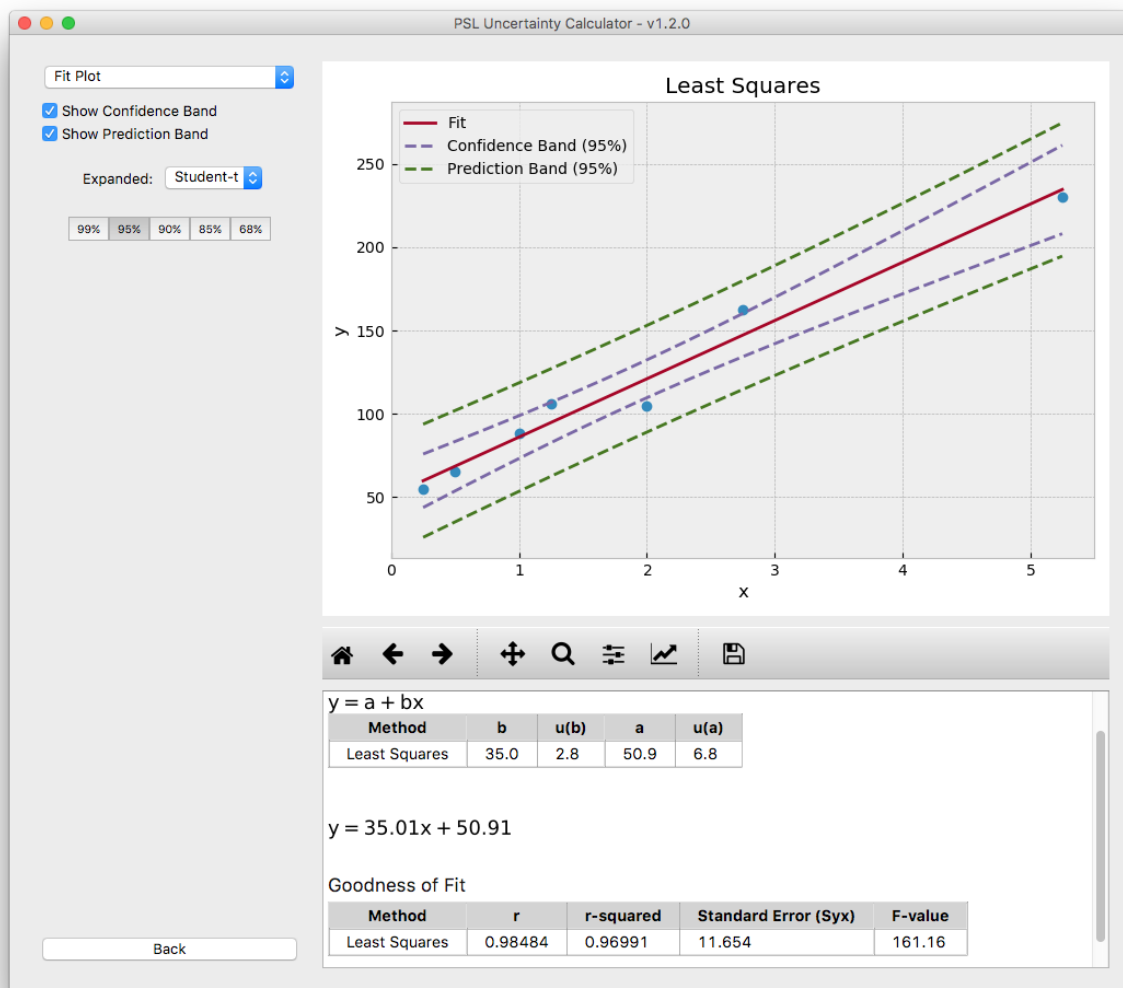 PSL Uncertainty Calculator - v1.2.0
Fit Plot
Show Confidence Band
Show Prediction Band
Expanded: Student-t
99% 95% 90% 85% 68%
Least Squares
Fit
Confidence Band (95%)
Prediction Band (95%)
250
200
150
100
50
y
0 1 2 3 4 5
x
y = a + bx
Method b u(b) a u(a)
Least Squares 35.0 2.8 50.9 6.8
y = 35.01x + 50.91
Goodness of Fit
Method r r-squared Standard Error (Syx) F-value
Least Squares 0.98484 0.96991 11.654 161.16
Back